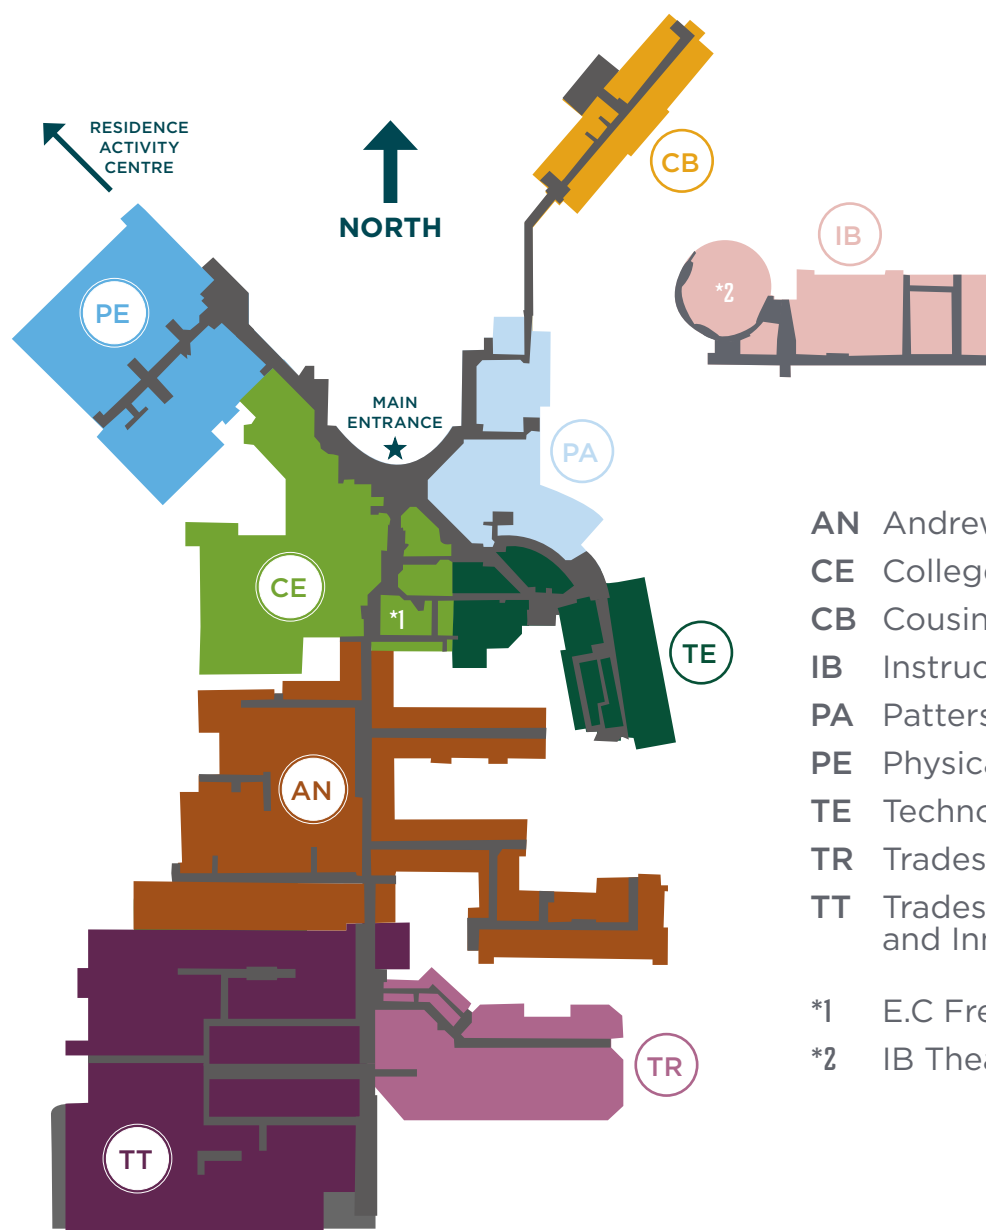 RESIDENCE
ACTIVITY
CENTRE
NORTH
CB
IB
*2
PE
MAIN
ENTRANCE
PA
CE
*1
TE
AN
TR
TT
AN Andrew
CE College
CB Cousin
IB Instruc
PA Patters
PE Physica
TE Techno
TR Trades
TT Trades
and Inn
*1 E.C Fre
*2 IB Thea